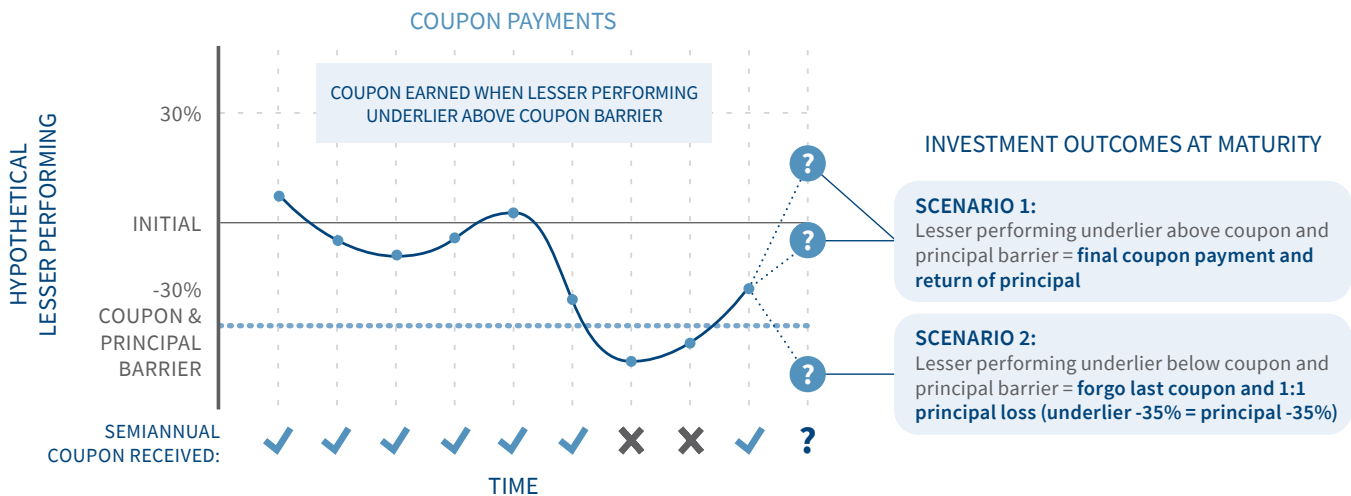 COUPON PAYMENTS
COUPON EARNED WHEN LESSER PERFORMING
UNDERLIER ABOVE COUPON BARRIER
HYPOTHETICAL
LESSER PERFORMING
30%
INITIAL
-30%
COUPON &
PRINCIPAL
BARRIER
?
?
?
INVESTMENT OUTCOMES AT MATURITY
SCENARIO 1:
Lesser performing underlier above coupon and
principal barrier = final coupon payment and
return of principal
SCENARIO 2:
Lesser performing underlier below coupon and
principal barrier = forgo last coupon and 1:1
principal loss (underlier -35% = principal -35%)
SEMIANNUAL
COUPON RECEIVED:
?
TIME